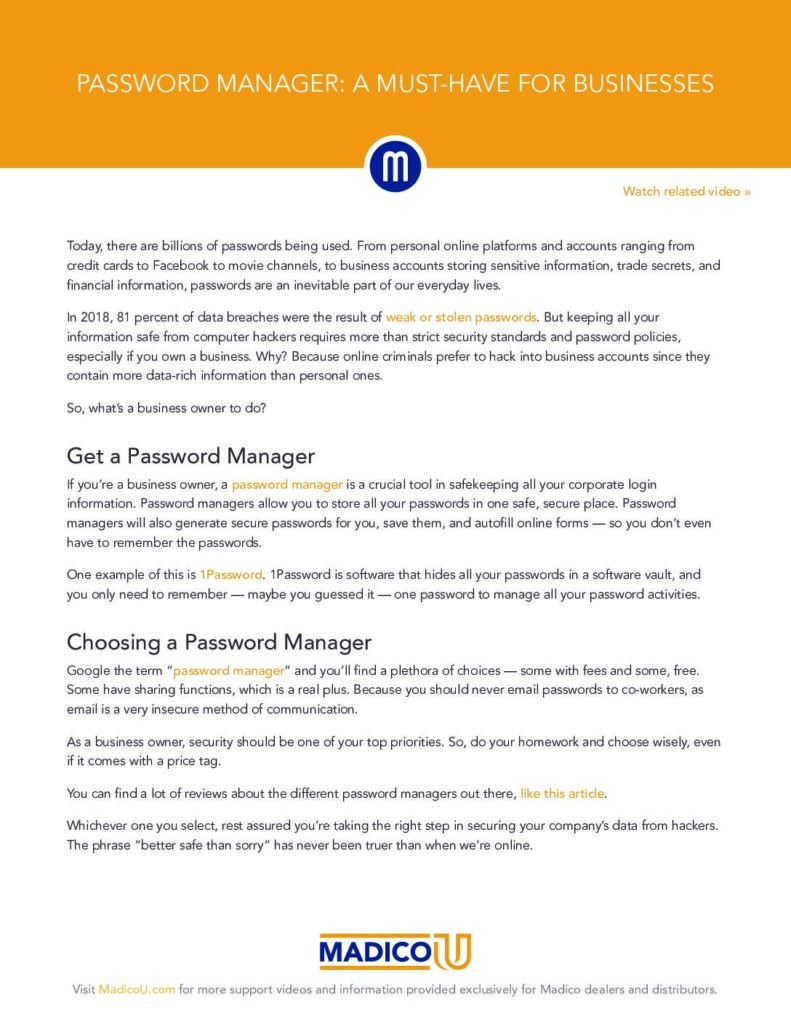 PASSWORD MANAGER: A MUST-HAVE FOR BUSINESSES
m
Watch related video »
Today, there are billions of passwords being used. From personal online platforms and accounts ranging from
credit cards to Facebook to movie channels, to business accounts storing sensitive information, trade secrets, and
financial information, passwords are an inevitable part of our everyday lives.
In 2018, 81 percent of data breaches were the result of weak or stolen passwords. But keeping all your
information safe from computer hackers requires more than strict security standards and password policies,
especially if you own a business. Why? Because online criminals prefer to hack into business accounts since they
contain more data-rich information than personal ones.
So, what's a business owner to do?
Get a Password Manager
If you're a business owner, a password manager is a crucial tool in safekeeping all your corporate login
information. Password managers allow you to store all your passwords in one safe, secure place. Password
managers will also generate secure passwords for you, save them, and autofill online forms — so you don't even
have to remember the passwords.
One example of this is 1Password. 1Password is software that hides all your passwords in a software vault, and
you only need to remember — maybe you guessed it — one password to manage all your password activities.
Choosing a Password Manager
Google the term “password manager” and you'll find a plethora of choices — some with fees and some, free.
Some have sharing functions, which is a real plus. Because you should never email passwords to co-workers, as
email is a very insecure method of communication.
As a business owner, security should be one of your top priorities. So, do your homework and choose wisely, even
if it comes with a price tag.
You can find a lot of reviews about the different password managers out there, like this article.
Whichever one you select, rest assured you're taking the right step in securing your company's data from hackers.
The phrase “better safe than sorry” has never been truer than when we're online.
MADICO U
Visit MadicoU.com for more support videos and information provided exclusively for Madico dealers and distributors.